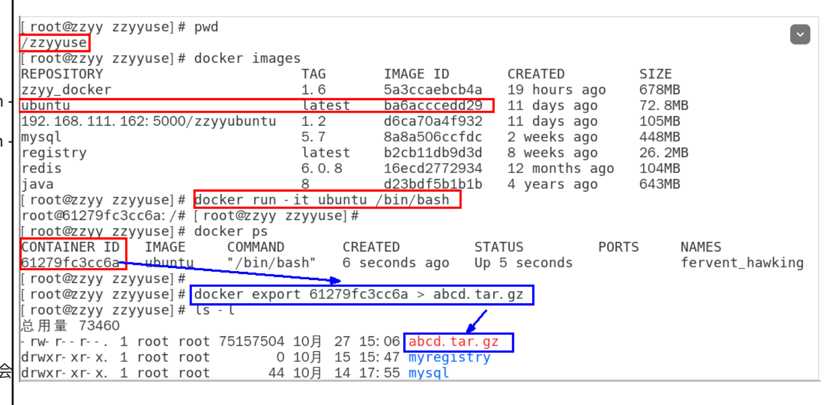 [root@zzyy zzyyuse]# pwd
/zzyyuse
[root@zzyy zzyyuse]# docker images
REPOSITORY TAG IMAGE ID CREATED SIZE
zzyy_docker 1.6 5a3ccaebcb4a 19 hours ago 678MB
ubuntu latest ba6acccedd29 11 days ago 72.8MB
192.168.111.162:5000/zzyyubuntu 1.2 d6ca70a4f932 11 days ago 105MB
mysql 5.7 8a8a506ccfdc 2 weeks ago 448MB
registry latest b2cb11db9d3d 8 weeks ago 26.2MB
redis 6.0.8 16ecd2772934 12 months ago 104MB
java 8 d23bdf5b1b1b 4 years ago 643MB
[root@zzyy zzyyuse]# docker run -it ubuntu /bin/bash
root@61279fc3cc6a:/# [root@zzyy zzyyuse]#
[root@zzyy zzyyuse]# docker ps
CONTAINER ID IMAGE COMMAND CREATED STATUS PORTS NAMES
61279fc3cc6a ubuntu "/bin/bash" 6 seconds ago Up 5 seconds fervent_hawking
[root@zzyy zzyyuse]#
[root@zzyy zzyyuse]# docker export 61279fc3cc6a > abcd.tar.gz
[root@zzyy zzyyuse]# ls -l
总用量 73460
-rw-r--r--. 1 root root 75157504 10月 27 15:06 abcd.tar.gz
drwxr-xr-x. 1 root root 0 10月 15 15:47 myregistry
会
drwxr-xr-x. 1 root root 44 10月 14 17:55 mysql